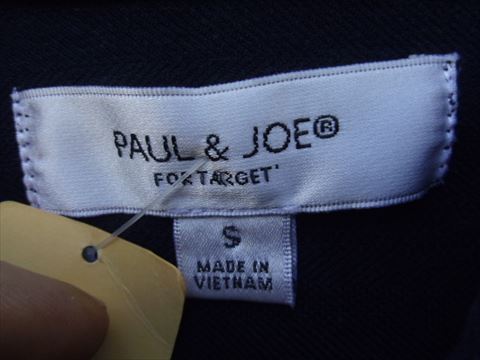 PAUL & JOE®
FOR TARGET
S
MADE IN
VIETNAM